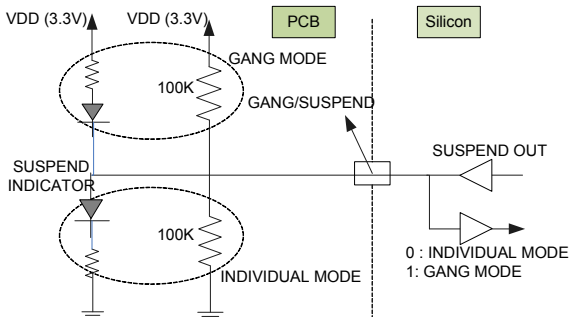 VDD (3.3V)
VDD (3.3V)
PCB
Silicon
GANG MODE
100K
GANG/SUSPEND
SUSPEND OUT
SUSPEND
INDICATOR
100K
INDIVIDUAL MODE
0 : INDIVIDUAL MODE
1: GANG MODE